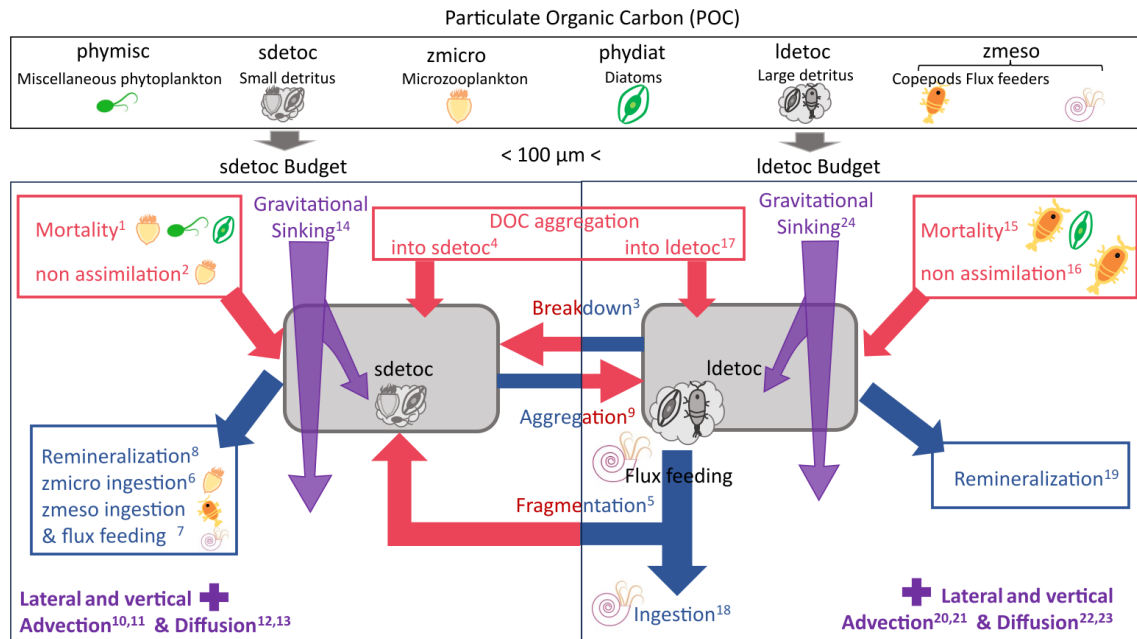 Particulate Organic Carbon (POC)
phymisc
Miscellaneous phytoplankton
sdetoc
Small detritus
zmicro
Microzooplankton
phydiat
Diatoms
ldetoc
Large detritus
zmeso
Copepods Flux feeders
sdetoc Budget
< 100 μm <
ldetoc Budget
Mortality1
non assimilation2
Gravitational
Sinking14
DOC aggregation
into sdetoc4
into ldetoc17
Gravitational
Sinking24
Mortality15
non assimilation16
Breakdown3
sdetoc
ldetoc
Aggregation9
Remineralization8
zmicro ingestion6
zmeso ingestion
& flux feeding 7
Flux feeding
Fragmentation5
Remineralization19
Ingestion18
Lateral and vertical
Advection10,11 & Diffusion12,13
Lateral and vertical
Advection20,21 & Diffusion22,23